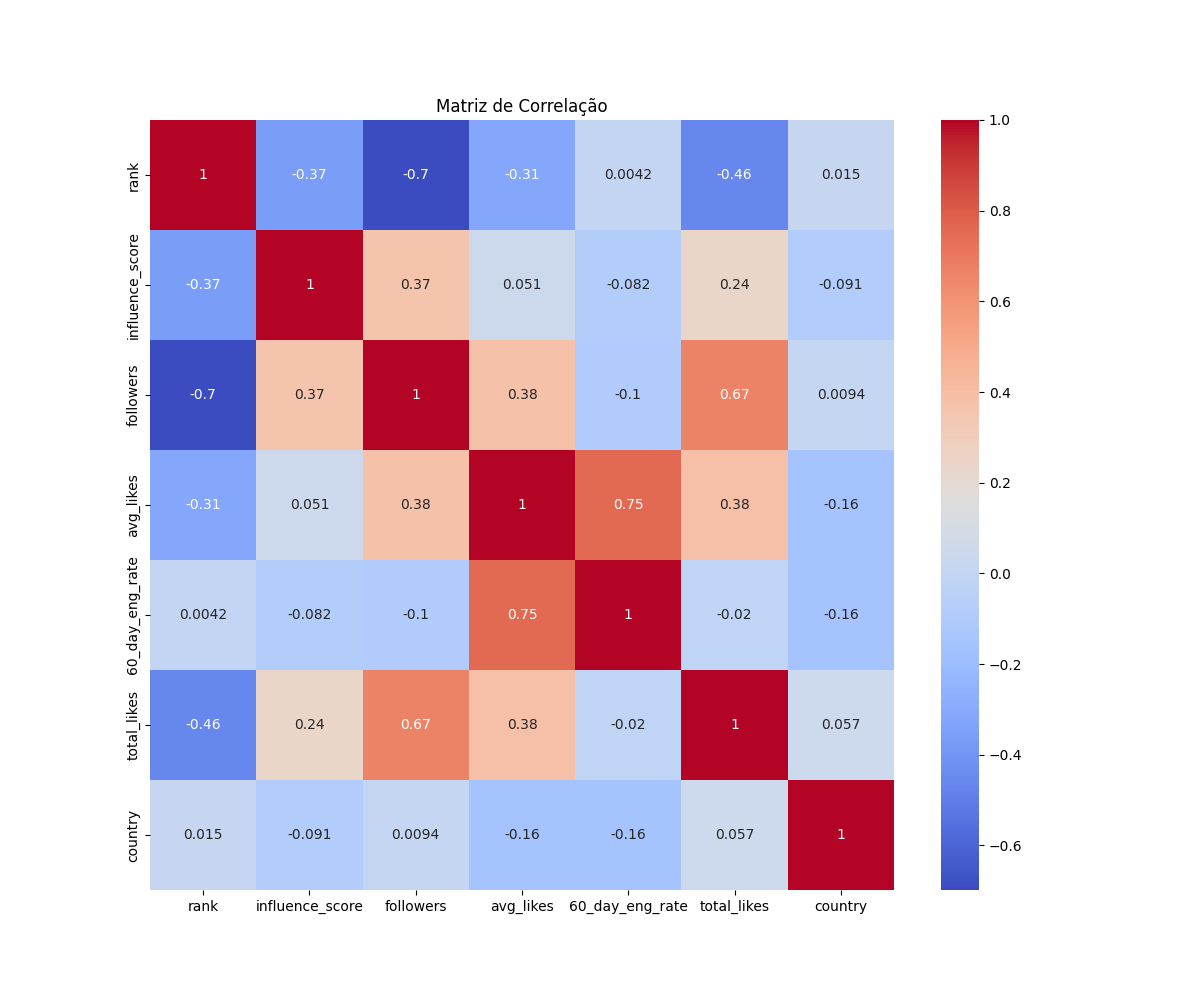 Matriz de Correlação
rank 1 -0.37 -0.7 -0.31 0.0042 -0.46 0.015
influence_score -0.37 1 0.37 0.051 -0.082 0.24 -0.091
followers -0.7 0.37 1 0.38 -0.1 0.67 0.0094
avg_likes -0.31 0.051 0.38 1 0.75 0.38 -0.16
60_day_eng_rate 0.0042 -0.082 -0.1 0.75 1 -0.02 -0.16
total_likes -0.46 0.24 0.67 0.38 -0.02 1 0.057
country 0.015 -0.091 0.0094 -0.16 -0.16 0.057 1
rank influence_score followers avg_likes 60_day_eng_rate total_likes country
1.0
0.8
0.6
0.4
0.2
0.0
−0.2
−0.4
−0.6